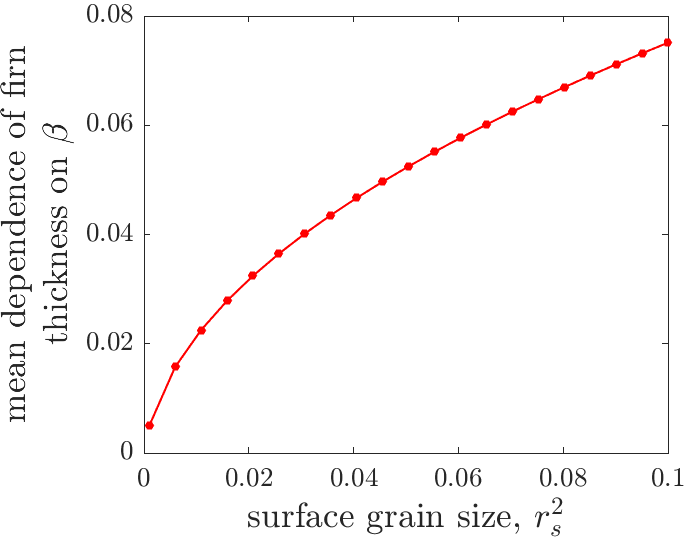 mean dependence of firn
thickness on β
0.08
0.06
0.04
0.02
0
0 0.02 0.04 0.06 0.08 0.1
surface grain size, $r_s^2$